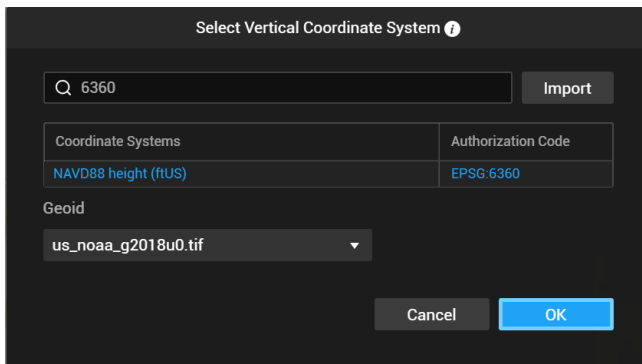 Select Vertical Coordinate System i
6360
Import
Coordinate Systems Authorization Code
NAVD88 height (ftUS) EPSG:6360
Geoid
us_noaa_g2018u0.tif
Cancel OK